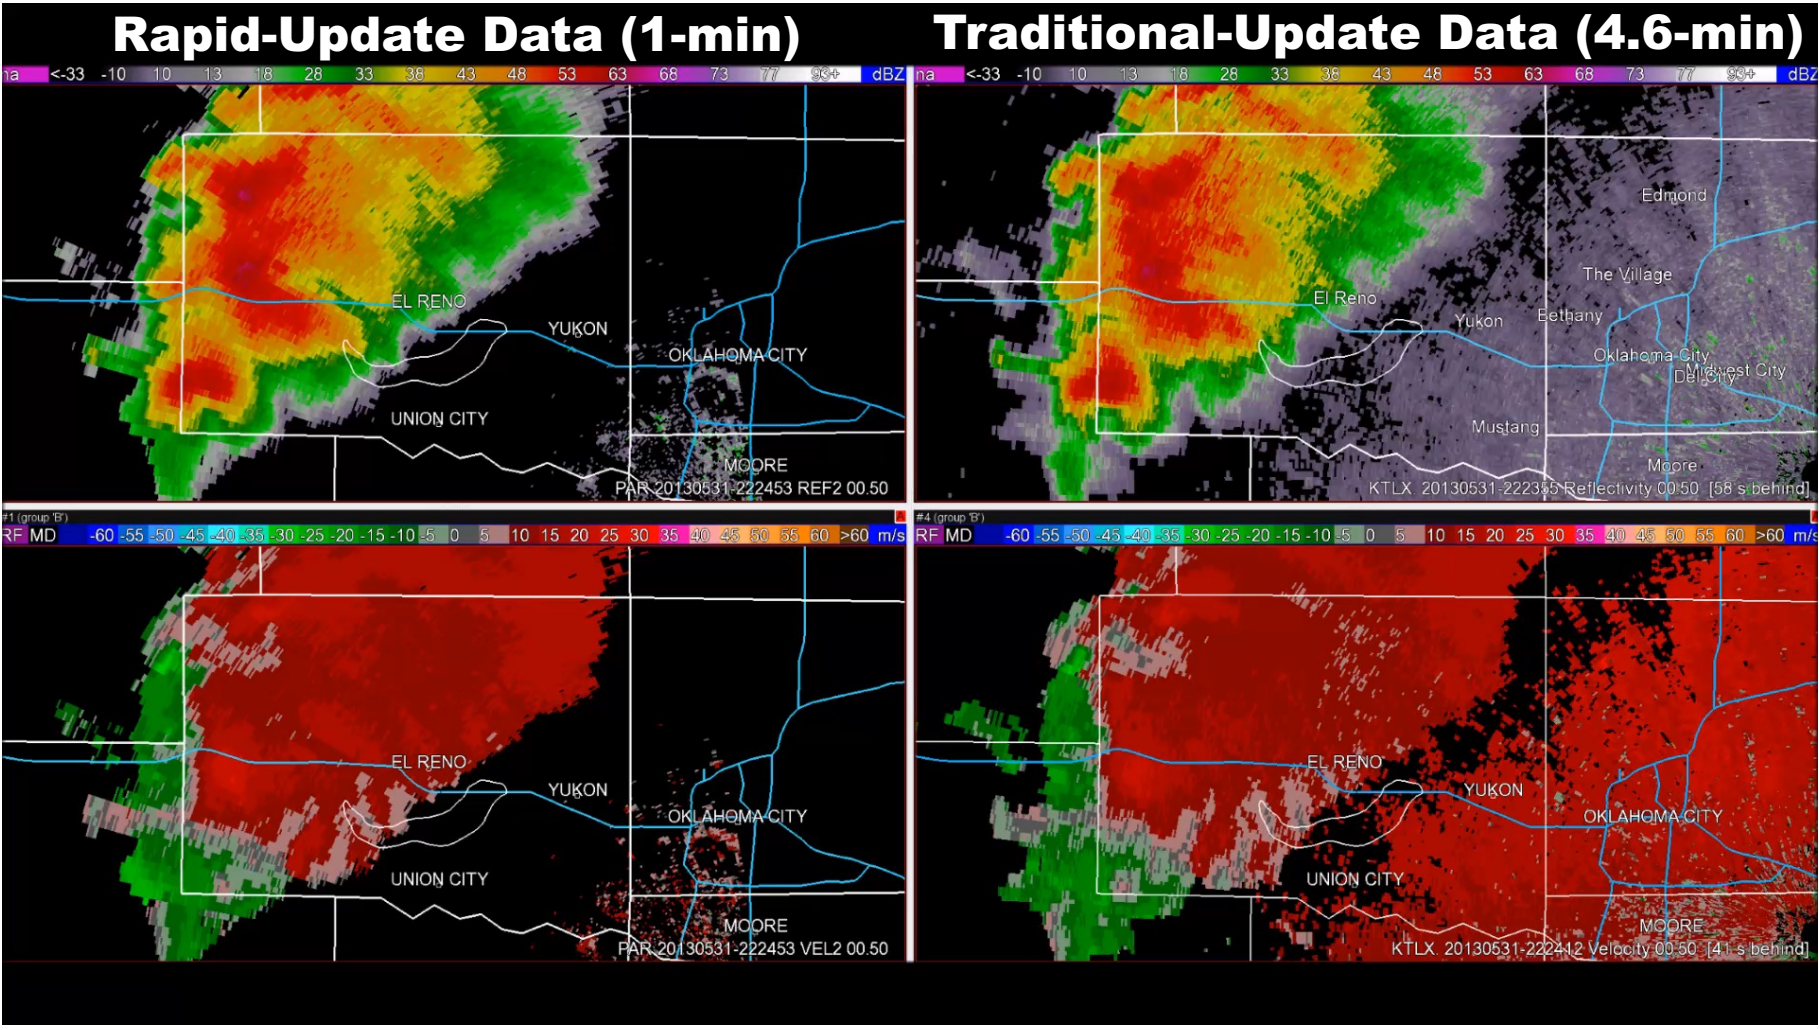 Rapid-Update Data (1-min)
Traditional-Update Data (4.6-min)
na <-33 -10 10 13 18 28 33 38 43 48 53 63 68 73 77 93+ dBZ
na <-33 -10 10 13 18 28 33 38 43 48 53 63 68 73 77 93+ dBZ
EL RENO
YUKON
OKLAHOMA CITY
UNION CITY
MOORE
PAR 20130531-222453 REF2 00.50
Edmond
The Village
El Reno
Bethany
Yukon
Oklahoma City
Midwest City
Del City
Mustang
Moore
KTLX 20130531-222355 Reflectivity 00.50 [58 s behind]
#1 (group 'B')
A
#4 (group 'B')
RF MD -60 -55 -50 -45 -40 -35 -30 -25 -20 -15 -10 -5 0 5 10 15 20 25 30 35 40 45 50 55 60 >60 m/s
RF MD -60 -55 -50 -45 -40 -35 -30 -25 -20 -15 -10 -5 0 5 10 15 20 25 30 35 40 45 50 55 60 >60 m/s
EL RENO
YUKON
OKLAHOMA CITY
UNION CITY
MOORE
PAR 20130531-222453 VEL2 00.50
EL RENO
YUKON
OKLAHOMA CITY
UNION CITY
MOORE
KTLX 20130531-222412 Velocity 00.50 [41 s behind]